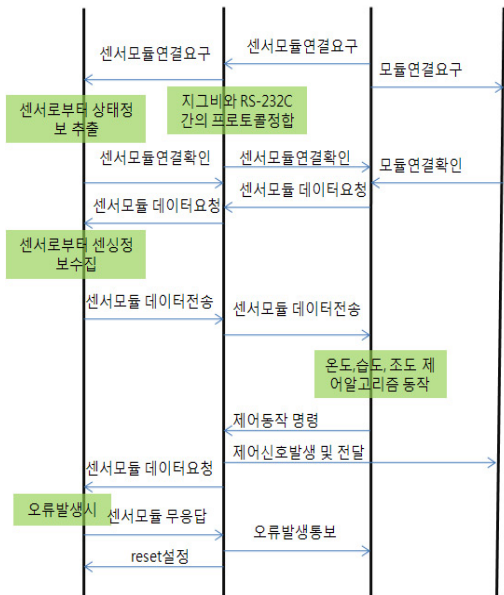 센서모듈연결요구
센서모듈연결요구
모듈연결요구
센서로부터 상태정
보 추출
지그비와 RS-232C
간의 프로토콜정합
센서모듈연결확인
센서모듈연결확인
모듈연결확인
센서모듈 데이터요청
센서모듈 데이터요청
센서로부터 센싱정
보수집
센서모듈 데이터전송
센서모듈 데이터전송
온도,습도, 조도 제
어알고리즘 동작
제어동작 명령
제어신호발생 및 전달
센서모듈 데이터요청
오류발생시
센서모듈 무응답
오류발생통보
reset설정